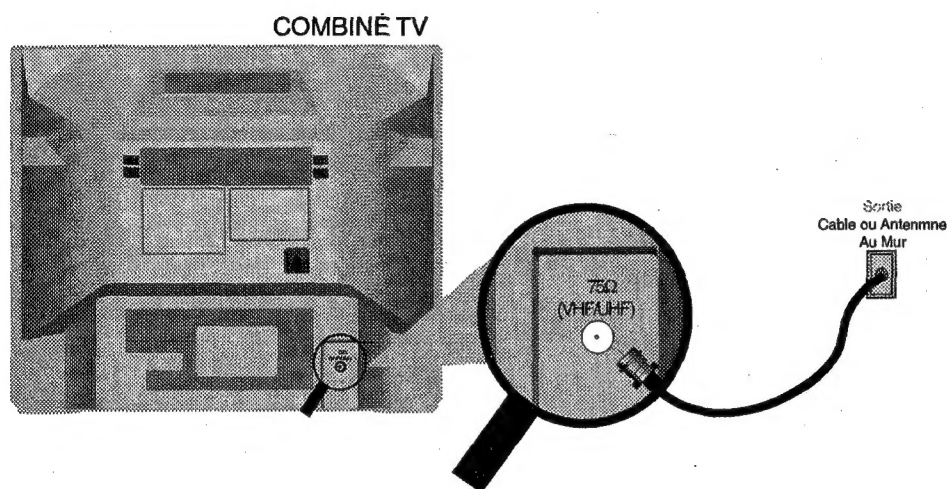 COMBINÉ TV
Sortie
Cable ou Antenmne
Au Mur
75Ω
(VHF/UHF)